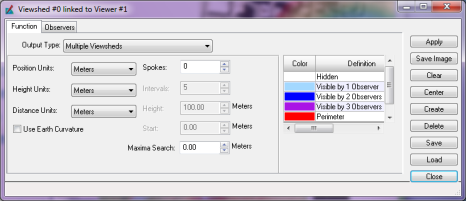 Viewshed #0 linked to Viewer #1
Function Observers
Output Type: Multiple Viewsheds
Position Units: Meters Spokes: 0
Height Units: Meters Intervals: 5
Distance Units: Meters Height: 100.00 Meters
Use Earth Curvature Start: 0.00 Meters
Maxima Search: 0.00 Meters
Color Definition
Hidden
Visible by 1 Observer
Visible by 2 Observers
Visible by 3 Observers
Perimeter
Apply
Save Image
Clear
Center
Create
Delete
Save
Load
Close